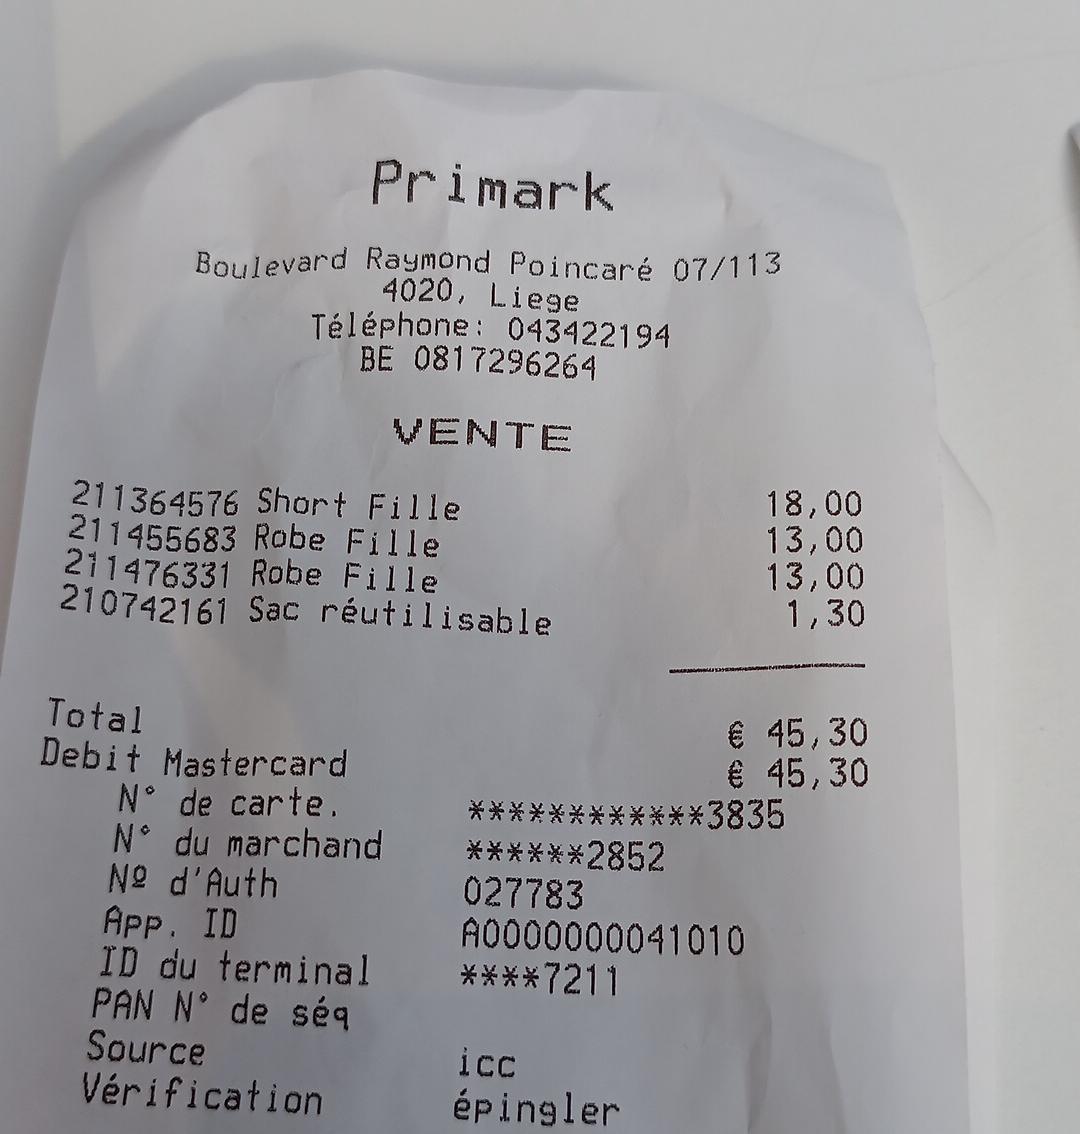 Primark
Boulevard Raymond Poincaré 07/113
4020, Liege
Téléphone: 043422194
BE 0817296264
VENTE
211364576 Short Fille 18,00
211455683 Robe Fille 13,00
211476331 Robe Fille 13,00
210742161 Sac réutilisable 1,30
Total € 45,30
Debit Mastercard € 45,30
N° de carte. ************3835
N° du marchand ******2852
Nº d'Auth 027783
App. ID A0000000041010
ID du terminal ****7211
PAN N° de séq
Source icc
Vérification épingler